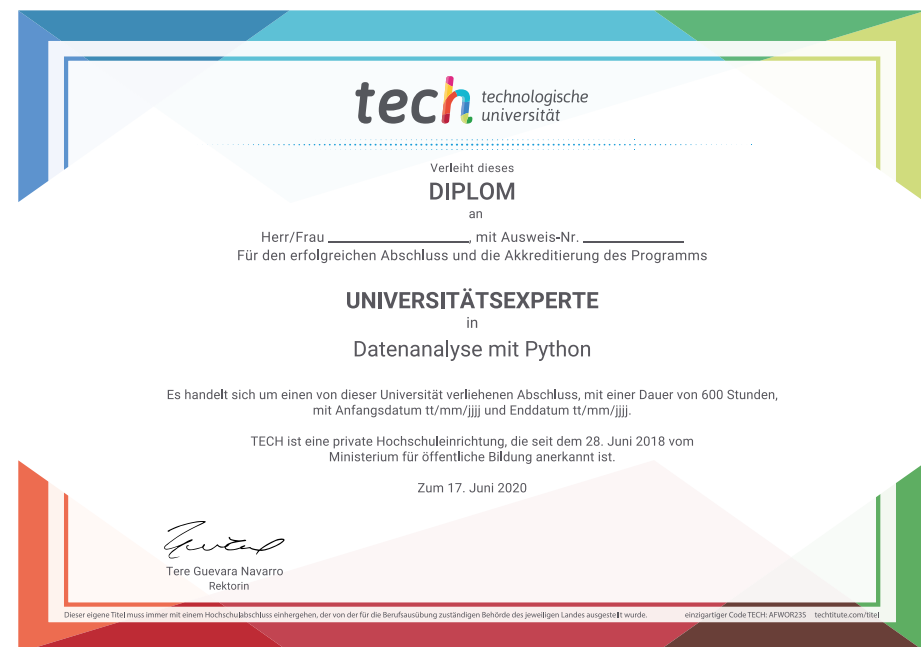 tech technologische
universität
Verleiht dieses
DIPLOM
an
Herr/Frau ____________________, mit Ausweis-Nr. ______________
Für den erfolgreichen Abschluss und die Akkreditierung des Programms
UNIVERSITÄTSEXPERTE
in
Datenanalyse mit Python
Es handelt sich um einen von dieser Universität verliehenen Abschluss, mit einer Dauer von 600 Stunden,
mit Anfangsdatum tt/mm/jjjj und Enddatum tt/mm/jjjj.
TECH ist eine private Hochschuleinrichtung, die seit dem 28. Juni 2018 vom
Ministerium für öffentliche Bildung anerkannt ist.
Zum 17. Juni 2020
Tere Guevara Navarro
Rektorin
Dieser eigene Titel muss immer mit einem Hochschulabschluss einhergehen, der von der für die Berufsausübung zuständigen Behörde des jeweiligen Landes ausgestellt wurde. einzigartiger Code TECH: AFWOR23S techtitute.com/titel